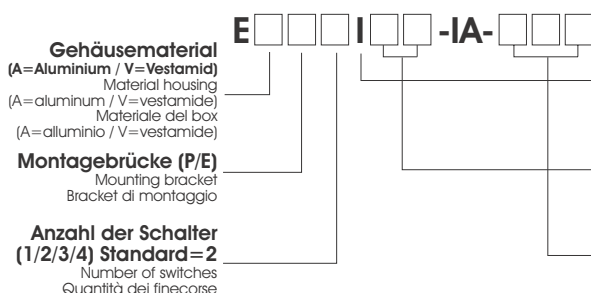 E□□□I□□-IA-□□□
Gehäusematerial
(A=Aluminium / V=Vestamid)
Material housing
(A=aluminum / V=vestamide)
Materiale del box
(A=alluminio / V=vestamide)
Montagebrücke (P/E)
Mounting bracket
Bracket di montaggio
Anzahl der Schalter
(1/2/3/4) Standard=2
Number of switches
Quantità dei finecorse